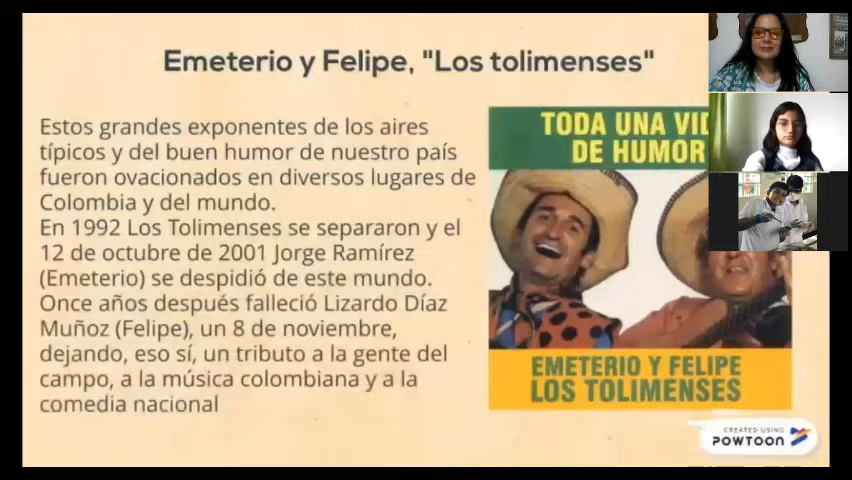 Emeterio y Felipe, "Los tolimenses"
Estos grandes exponentes de los aires
típicos y del buen humor de nuestro país
fueron ovacionados en diversos lugares de
Colombia y del mundo.
En 1992 Los Tolimenses se separaron y el
12 de octubre de 2001 Jorge Ramírez
(Emeterio) se despidió de este mundo.
Once años después falleció Lizardo Díaz
Muñoz (Felipe), un 8 de noviembre,
dejando, eso sí, un tributo a la gente del
campo, a la música colombiana y a la
comedia nacional
TODA UNA
DE HUMOR
EMETERIO Y FELIPE
LOS TOLIMENSES
CREATED USING
POWTOON